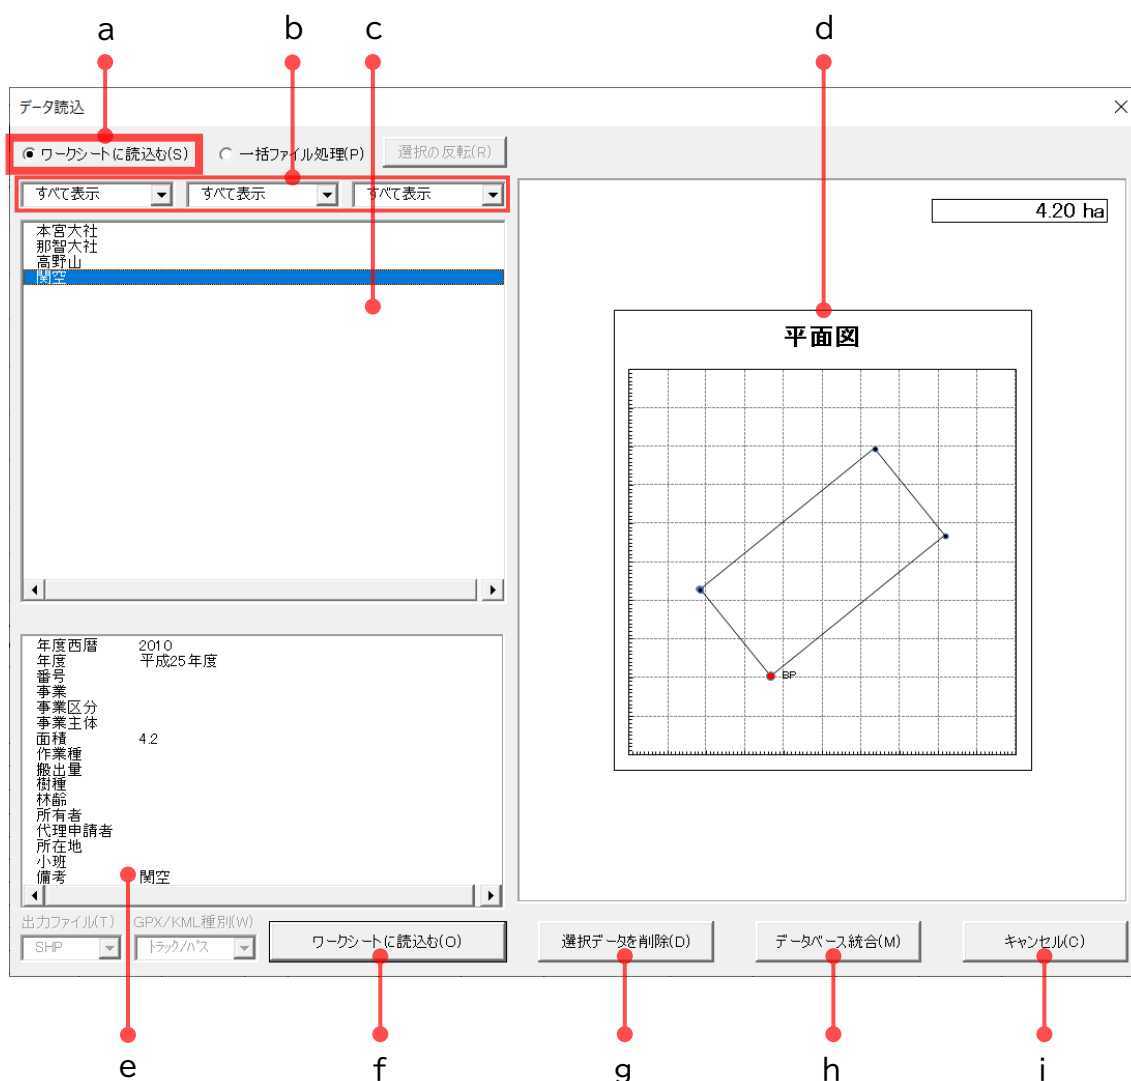 a b c d
データ読込
ワークシートに読込む(S) 一括ファイル処理(P) 選択の反転(R)
すべて表示 すべて表示 すべて表示
4.20 ha
本宮大社
那智大社
高野山
関空
平面図
BP
年度西暦 2010
年度 平成25年度
番号
事業
事業区分
事業主体
面積 4.2
作業種
搬出量
樹種
林齢
所有者
代理申請者
所在地
小班
備考 関空
出力ファイル(T) GPX/KML種別(W)
SHP トラック/パス ワークシートに読込む(O) 選択データを削除(D) データベース統合(M) キャンセル(C)
e f g h i